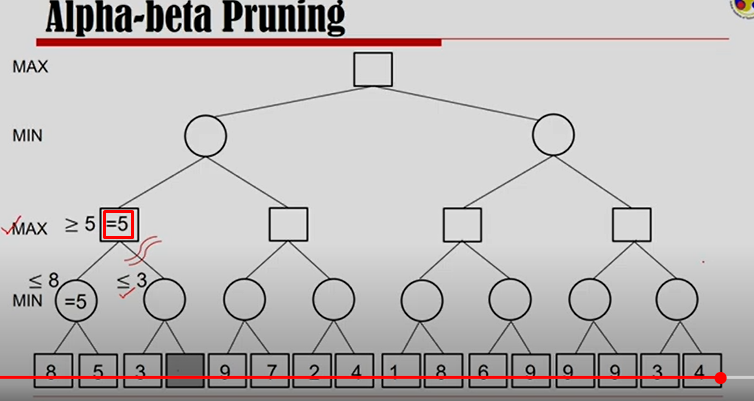 Alpha-beta Pruning
MAX
MIN
MAX ≥ 5 =5
≤ 8 ≤ 3
MIN =5
8 5 3 9 7 2 4 1 8 6 9 9 9 3 4